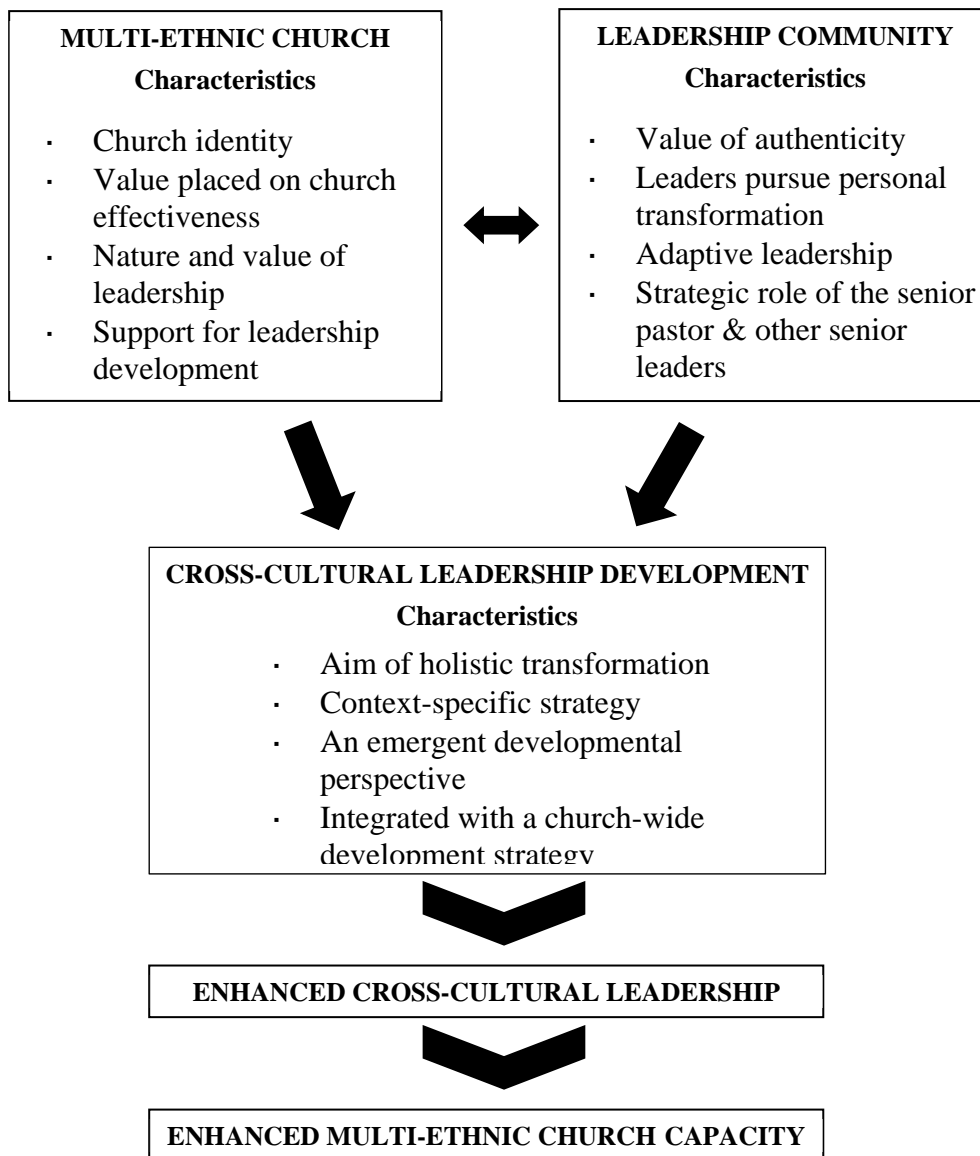 MULTI-ETHNIC CHURCH
Characteristics
· Church identity
· Value placed on church
effectiveness
· Nature and value of
leadership
· Support for leadership
development
LEADERSHIP COMMUNITY
Characteristics
· Value of authenticity
· Leaders pursue personal
transformation
· Adaptive leadership
· Strategic role of the senior
pastor & other senior
leaders
CROSS-CULTURAL LEADERSHIP DEVELOPMENT
Characteristics
· Aim of holistic transformation
· Context-specific strategy
· An emergent developmental
perspective
· Integrated with a church-wide
development strategy
ENHANCED CROSS-CULTURAL LEADERSHIP
ENHANCED MULTI-ETHNIC CHURCH CAPACITY